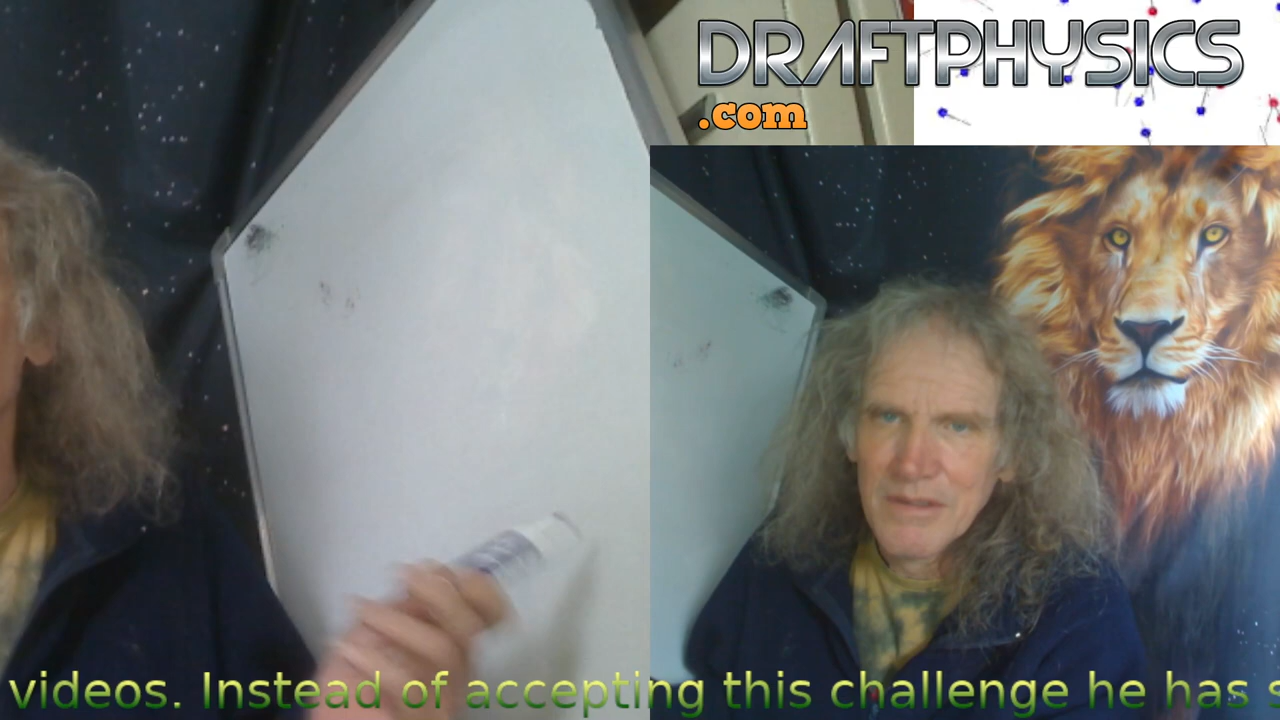 DRAFTPHYSICS
.com
videos. Instead of accepting this challenge he has s